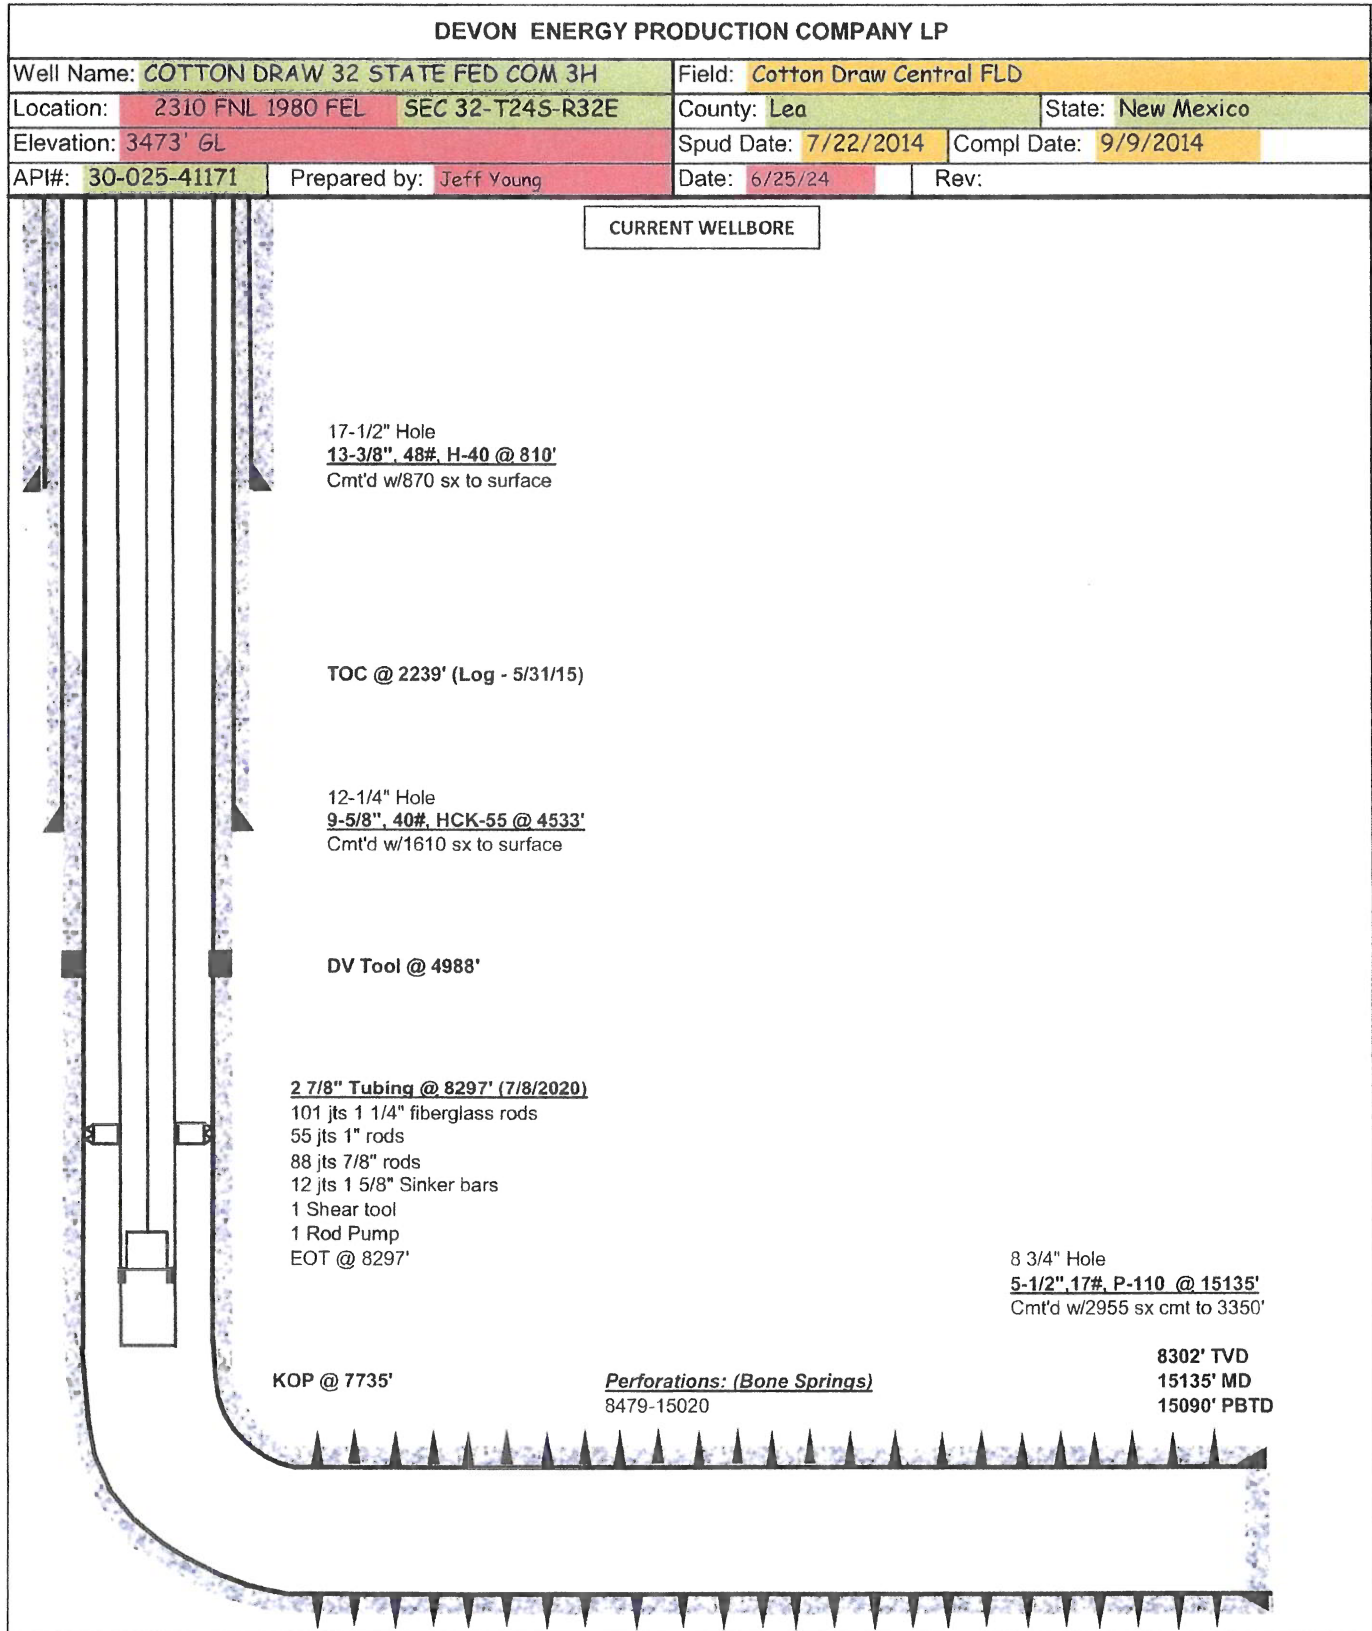 DEVON ENERGY PRODUCTION COMPANY LP
Well Name: COTTON DRAW 32 STATE FED COM 3H
Field: Cotton Draw Central FLD
Location: 2310 FNL 1980 FEL SEC 32-T24S-R32E
County: Lea
State: New Mexico
Elevation: 3473' GL
Spud Date: 7/22/2014
Compl Date: 9/9/2014
API#: 30-025-41171
Prepared by: Jeff Young
Date: 6/25/24
Rev:
CURRENT WELLBORE
17-1/2" Hole
13-3/8", 48#, H-40 @ 810'
Cmt'd w/870 sx to surface
TOC @ 2239' (Log - 5/31/15)
12-1/4" Hole
9-5/8", 40#, HCK-55 @ 4533'
Cmt'd w/1610 sx to surface
DV Tool @ 4988'
2 7/8" Tubing @ 8297' (7/8/2020)
101 jts 1 1/4" fiberglass rods
55 jts 1" rods
88 jts 7/8" rods
12 jts 1 5/8" Sinker bars
1 Shear tool
1 Rod Pump
EOT @ 8297'
8 3/4" Hole
5-1/2",17#, P-110 @ 15135'
Cmt'd w/2955 sx cmt to 3350'
8302' TVD
15135' MD
15090' PBTD
KOP @ 7735'
Perforations: (Bone Springs)
8479-15020